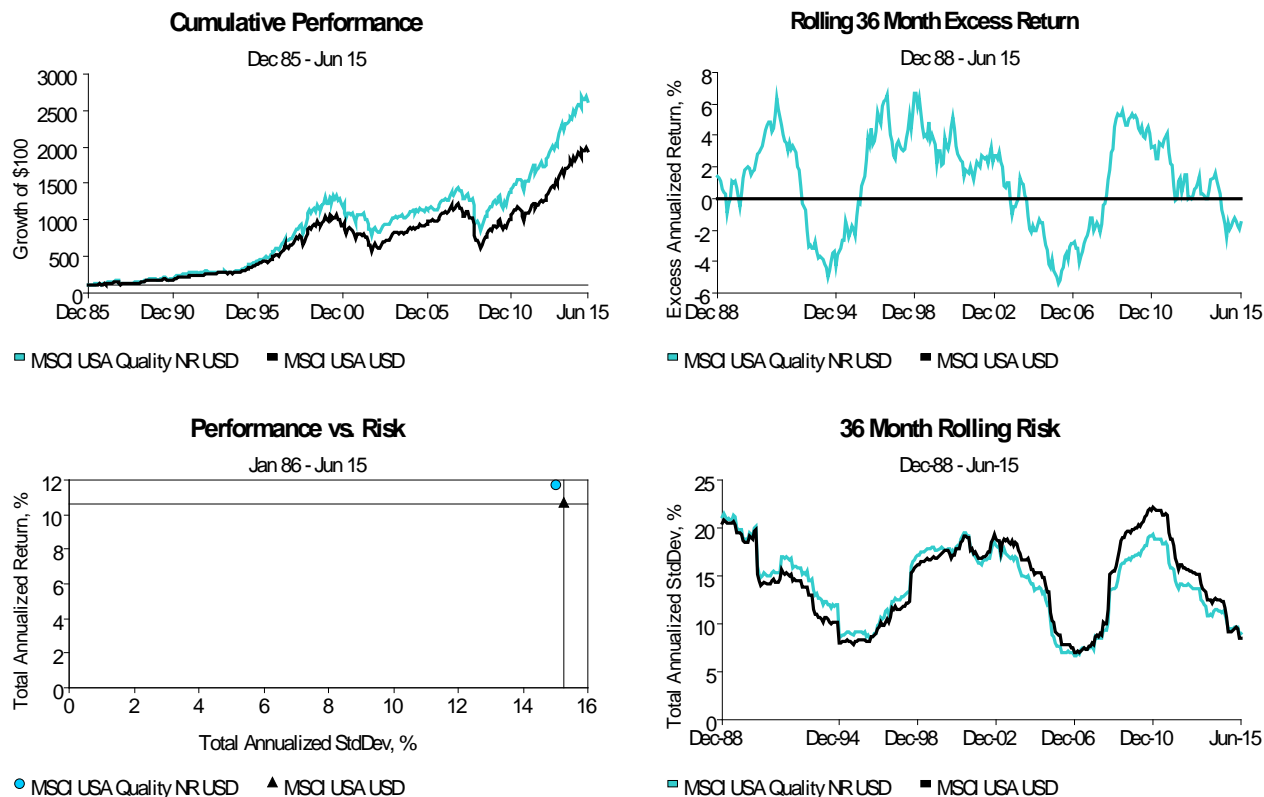 Cumulative Performance
Dec 85 - Jun 15
Growth of $100
3000
2500
2000
1500
1000
500
0
Dec 85 Dec 90 Dec 95 Dec 00 Dec 05 Dec 10 Jun 15
MSCI USA Quality NR USD MSCI USA USD
Rolling 36 Month Excess Return
Dec 88 - Jun 15
Excess Annualized Return, %
8
6
4
2
0
-2
-4
-6
Dec 88 Dec 94 Dec 98 Dec 02 Dec 06 Dec 10 Jun 15
MSCI USA Quality NR USD MSCI USA USD
Performance vs. Risk
Jan 86 - Jun 15
Total Annualized Return, %
12
10
8
6
4
2
0
0 2 4 6 8 10 12 14 16
Total Annualized StdDev, %
MSCI USA Quality NR USD MSCI USA USD
36 Month Rolling Risk
Dec-88 - Jun-15
Total Annualized StdDev, %
25
20
15
10
5
0
Dec-88 Dec-94 Dec-98 Dec-02 Dec-06 Dec-10 Jun-15
MSCI USA Quality NR USD MSCI USA USD